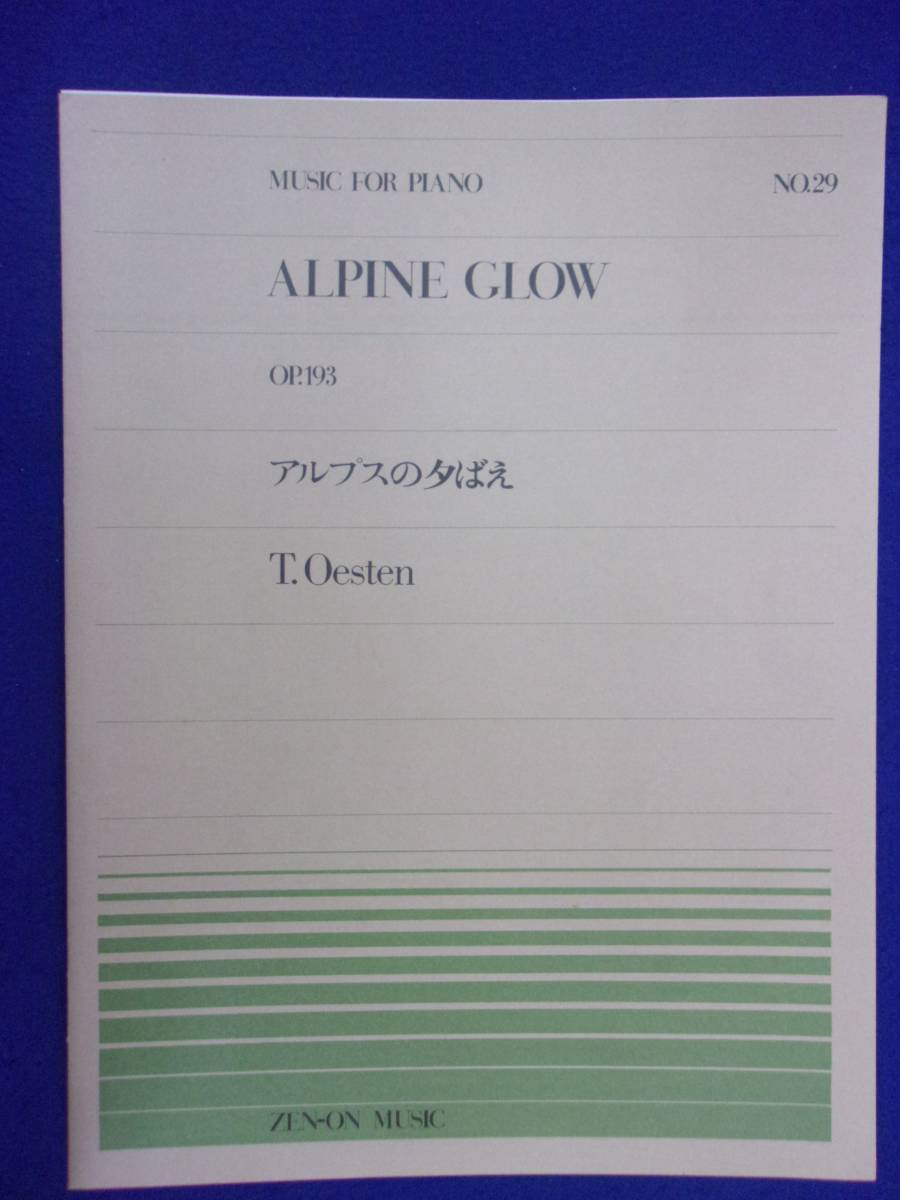 MUSIC FOR PIANO NO.29
ALPINE GLOW
OP.193
アルプスの夕ばえ
T. Oesten
ZEN-ON MUSIC